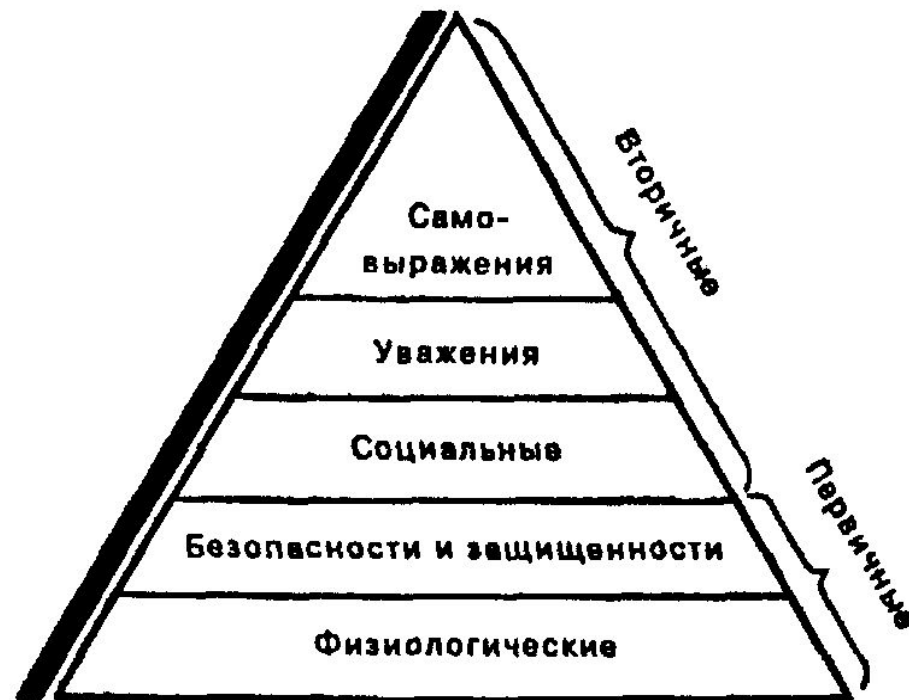 Само-
выражения
Уважения
Социальные
Безопасности и защищенности
Физиологические
Вторичные
Первичные